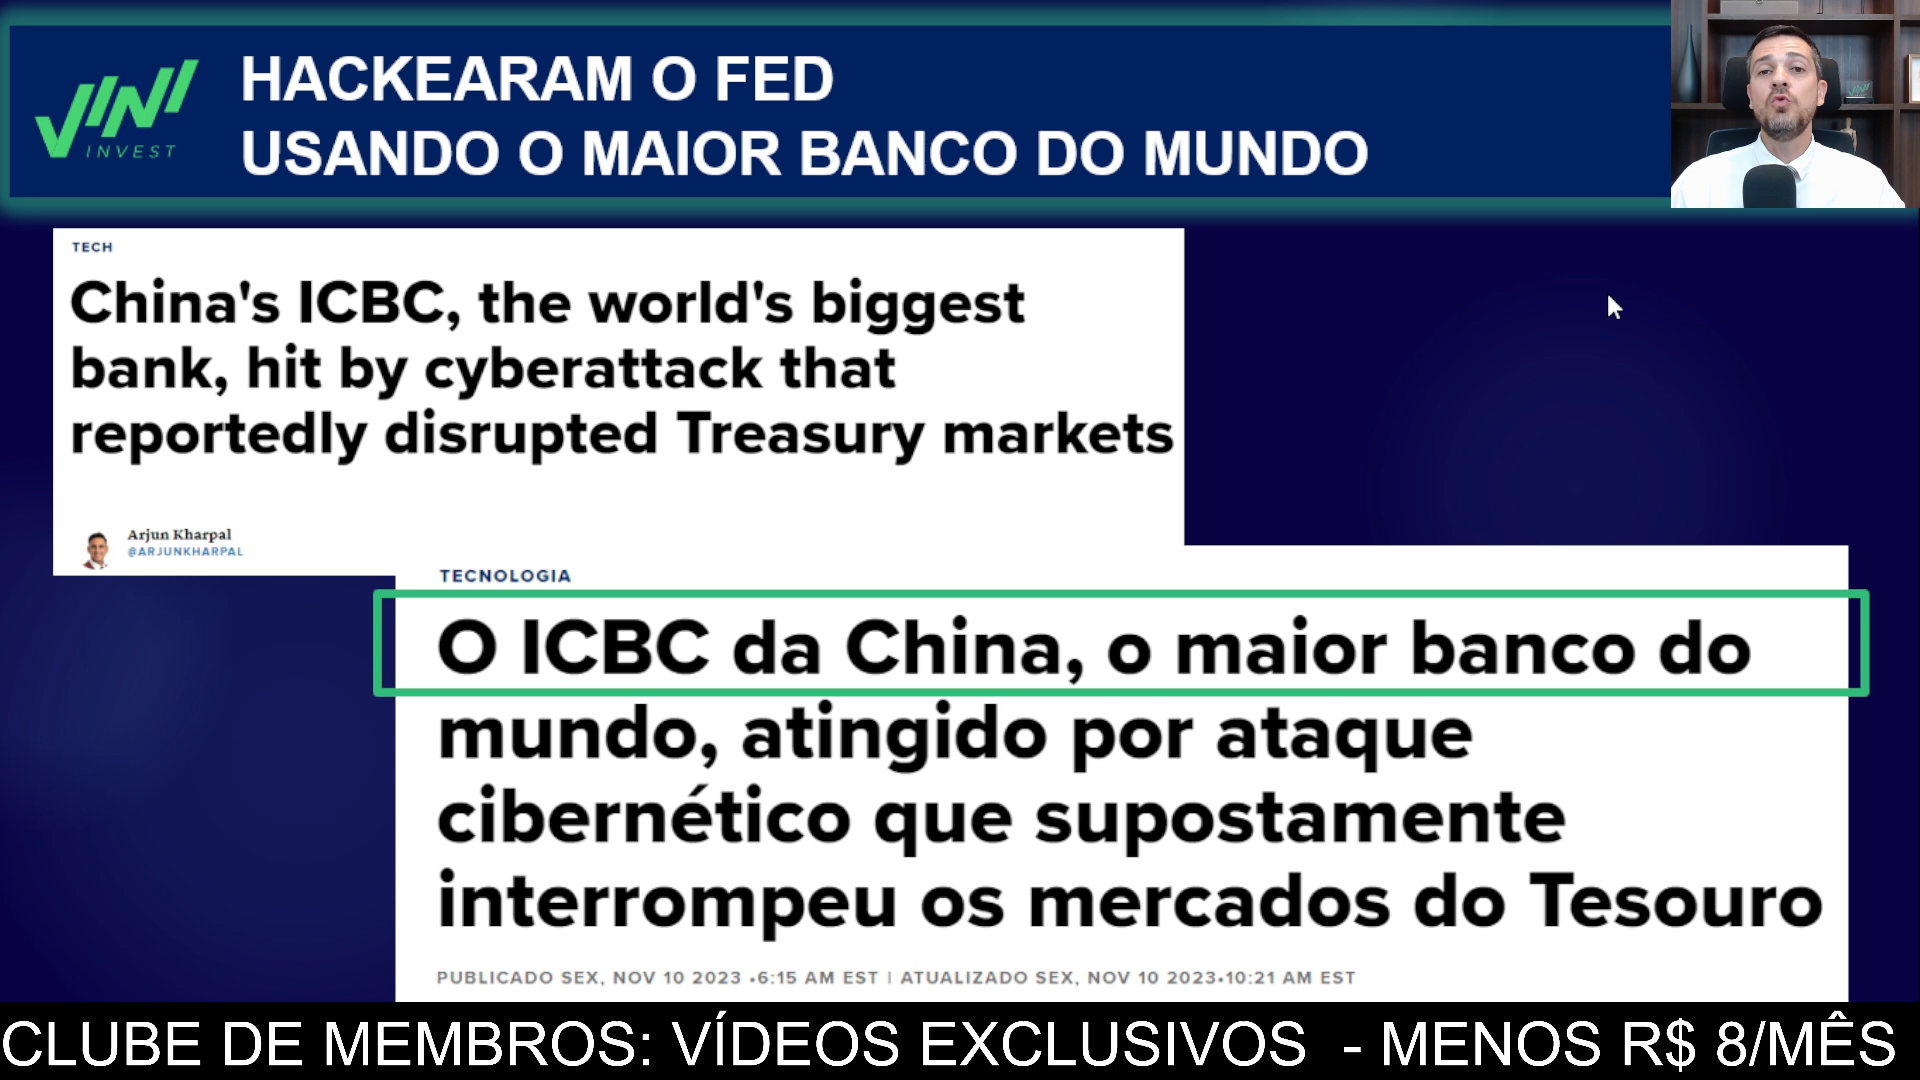 VINI
INVEST
HACKEARAM O FED
USANDO O MAIOR BANCO DO MUNDO
TECH
China's ICBC, the world's biggest
bank, hit by cyberattack that
reportedly disrupted Treasury markets
Arjun Kharpal
@ARJUNKHARPAL
TECNOLOGIA
O ICBC da China, o maior banco do
mundo, atingido por ataque
cibernético que supostamente
interrompeu os mercados do Tesouro
PUBLICADO SEX, NOV 10 2023 •6:15 AM EST | ATUALIZADO SEX, NOV 10 2023•10:21 AM EST
CLUBE DE MEMBROS: VÍDEOS EXCLUSIVOS - MENOS R$ 8/MÊS